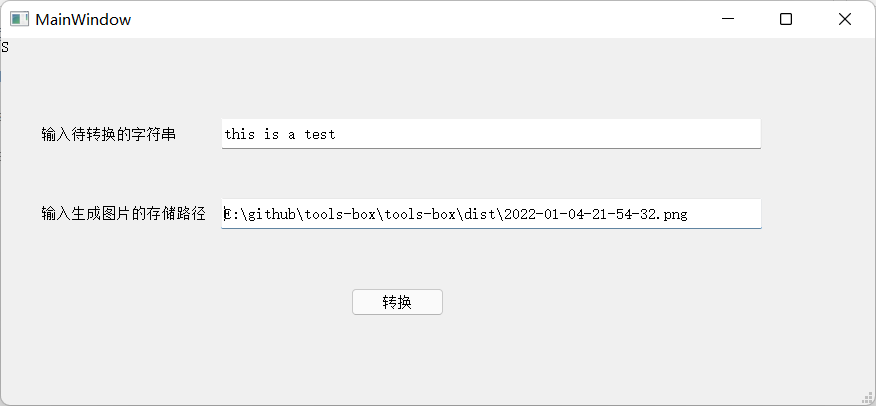 MainWindow
S
输入待转换的字符串
this is a test
输入生成图片的存储路径
C:\github\tools-box\tools-box\dist\2022-01-04-21-54-32.png
转换